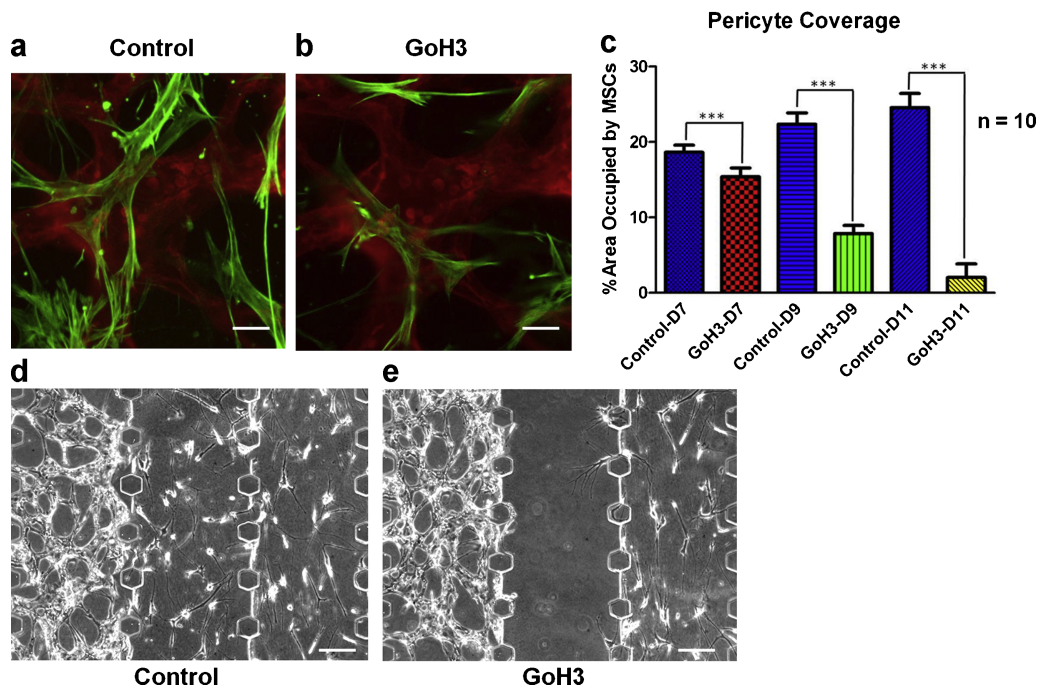 Pericyte Coverage
a Control
b GoH3
c
% Area Occupied by MSCs
30
20
10
0
***
***
***
n = 10
Control-D7
GoH3-D7
Control-D9
GoH3-D9
Control-D11
GoH3-D11
d
e
Control
GoH3